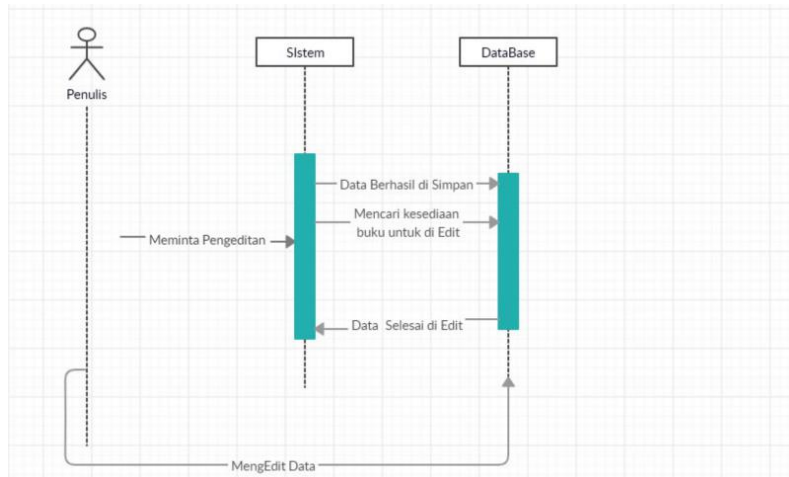 SIstem
DataBase
Penulis
Data Berhasil di Simpan
Mencari kesediaan
buku untuk di Edit
Meminta Pengeditan
Data Selesai di Edit
MengEdit Data